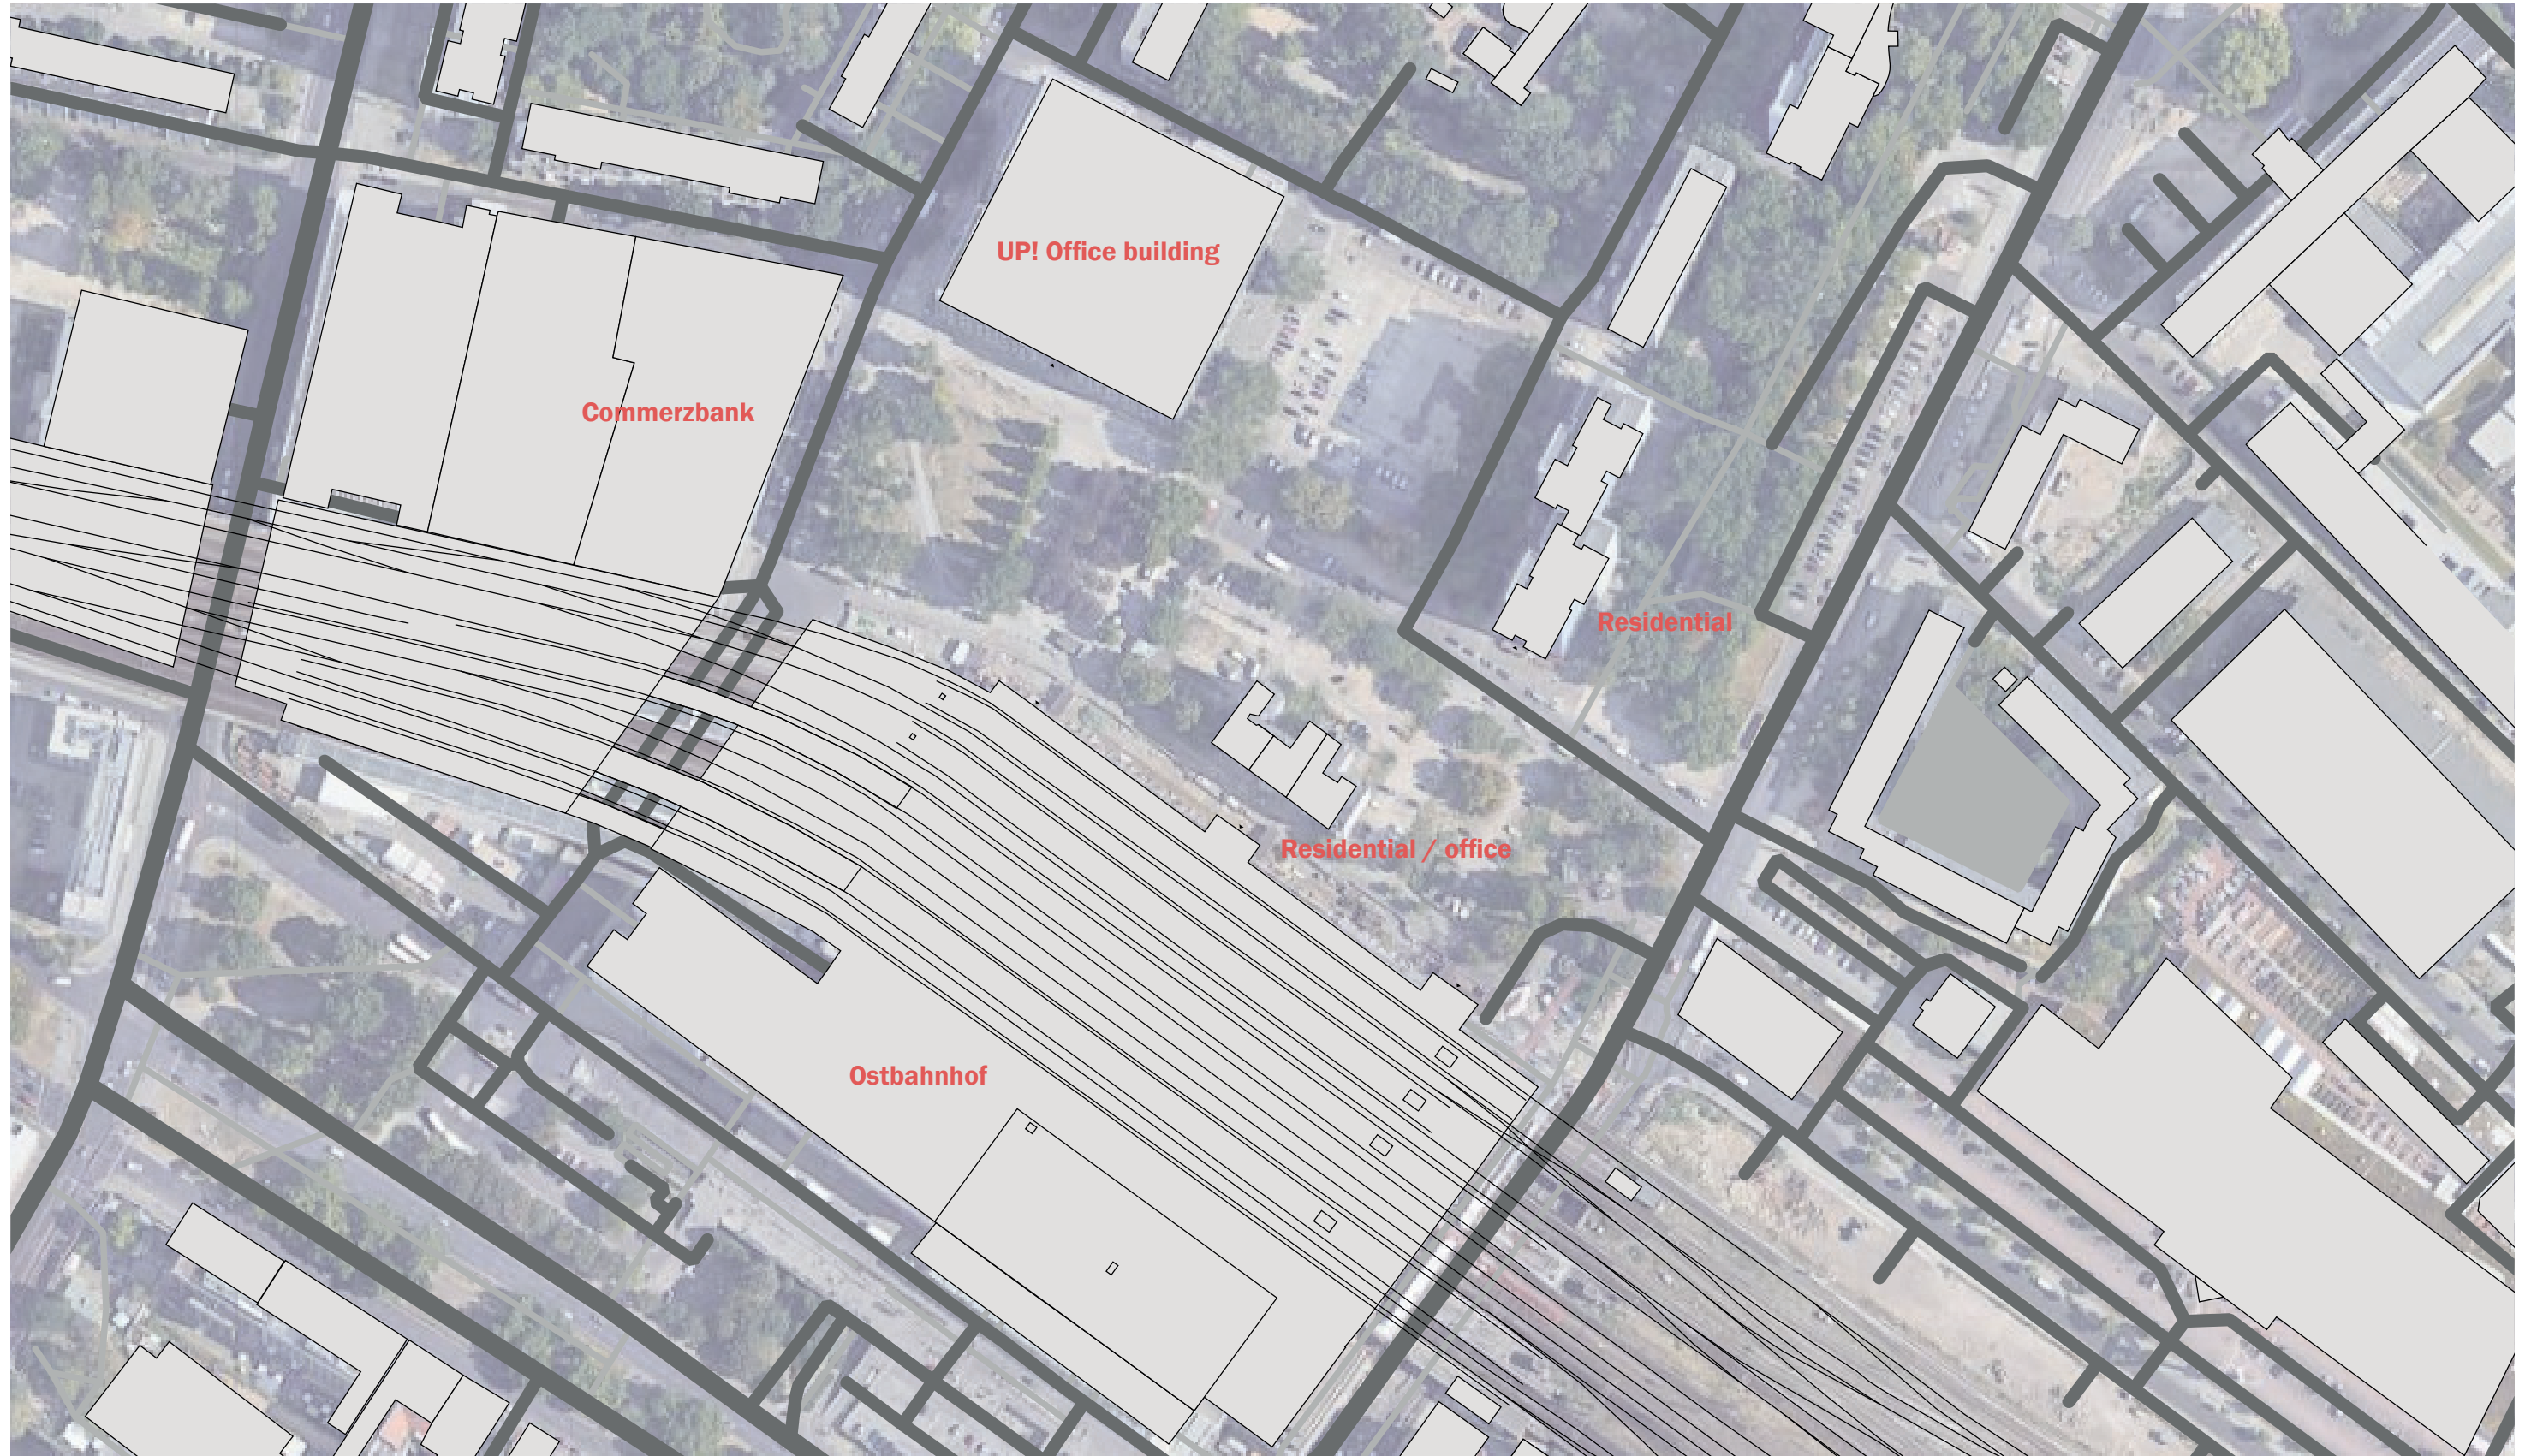 UP! Office building
Commerzbank
Residential
Residential / office
Ostbahnhof